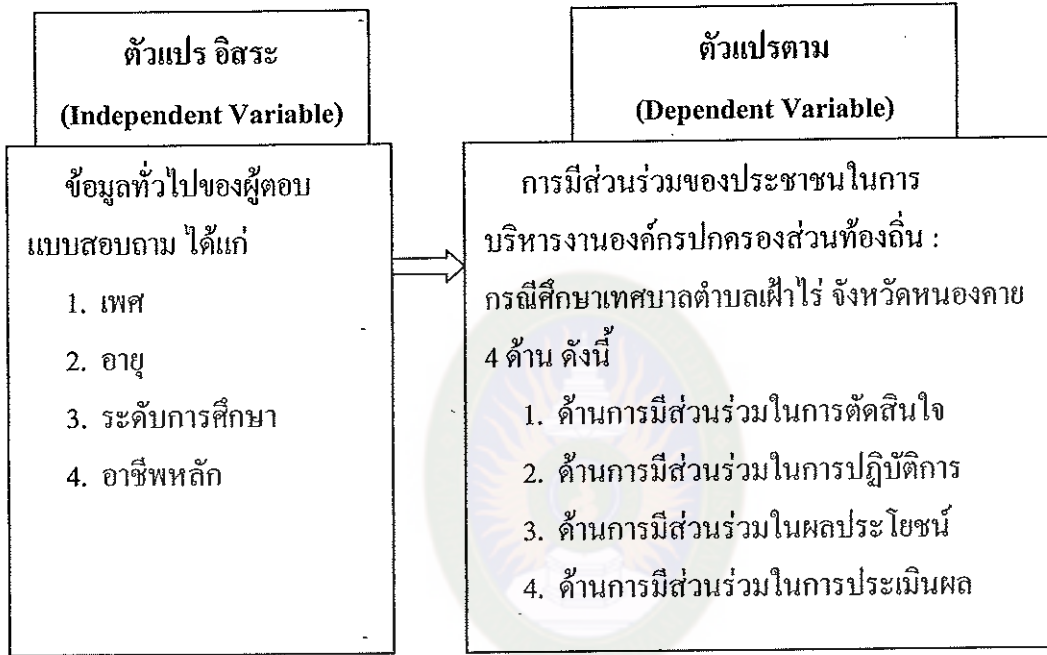 ตัวแปร อิสระ
(Independent Variable)
ข้อมูลทั่วไปของผู้ตอบ
แบบสอบถาม ได้แก่
1. เพศ
2. อายุ
3. ระดับการศึกษา
4. อาชีพหลัก
ตัวแปรตาม
(Dependent Variable)
การมีส่วนร่วมของประชาชนในการ
บริหารงานองค์กรปกครองส่วนท้องถิ่น :
กรณีศึกษาเทศบาลตำบลเฝ้าไร่ จังหวัดหนองคาย
4 ด้าน ดังนี้
1. ด้านการมีส่วนร่วมในการตัดสินใจ
2. ด้านการมีส่วนร่วมในการปฏิบัติการ
3. ด้านการมีส่วนร่วมในผลประโยชน์
4. ด้านการมีส่วนร่วมในการประเมินผล